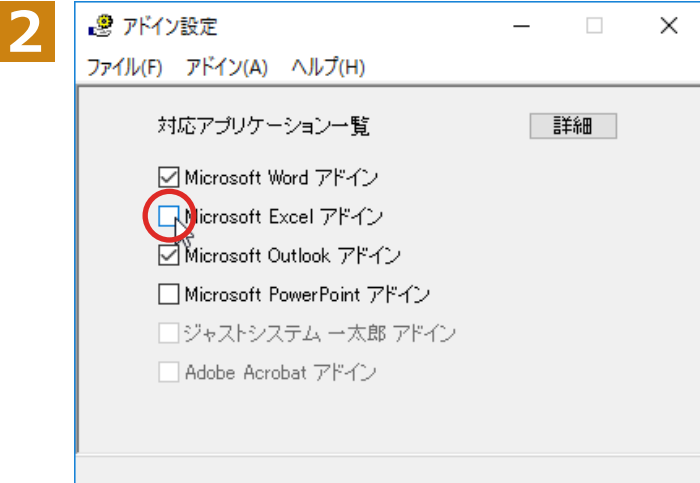 2
アドイン設定
ファイル(F) アドイン(A) ヘルプ(H)
対応アプリケーション一覧 詳細
Microsoft Word アドイン
Microsoft Excel アドイン
Microsoft Outlook アドイン
Microsoft PowerPoint アドイン
ジャストシステム 一太郎 アドイン
Adobe Acrobat アドイン